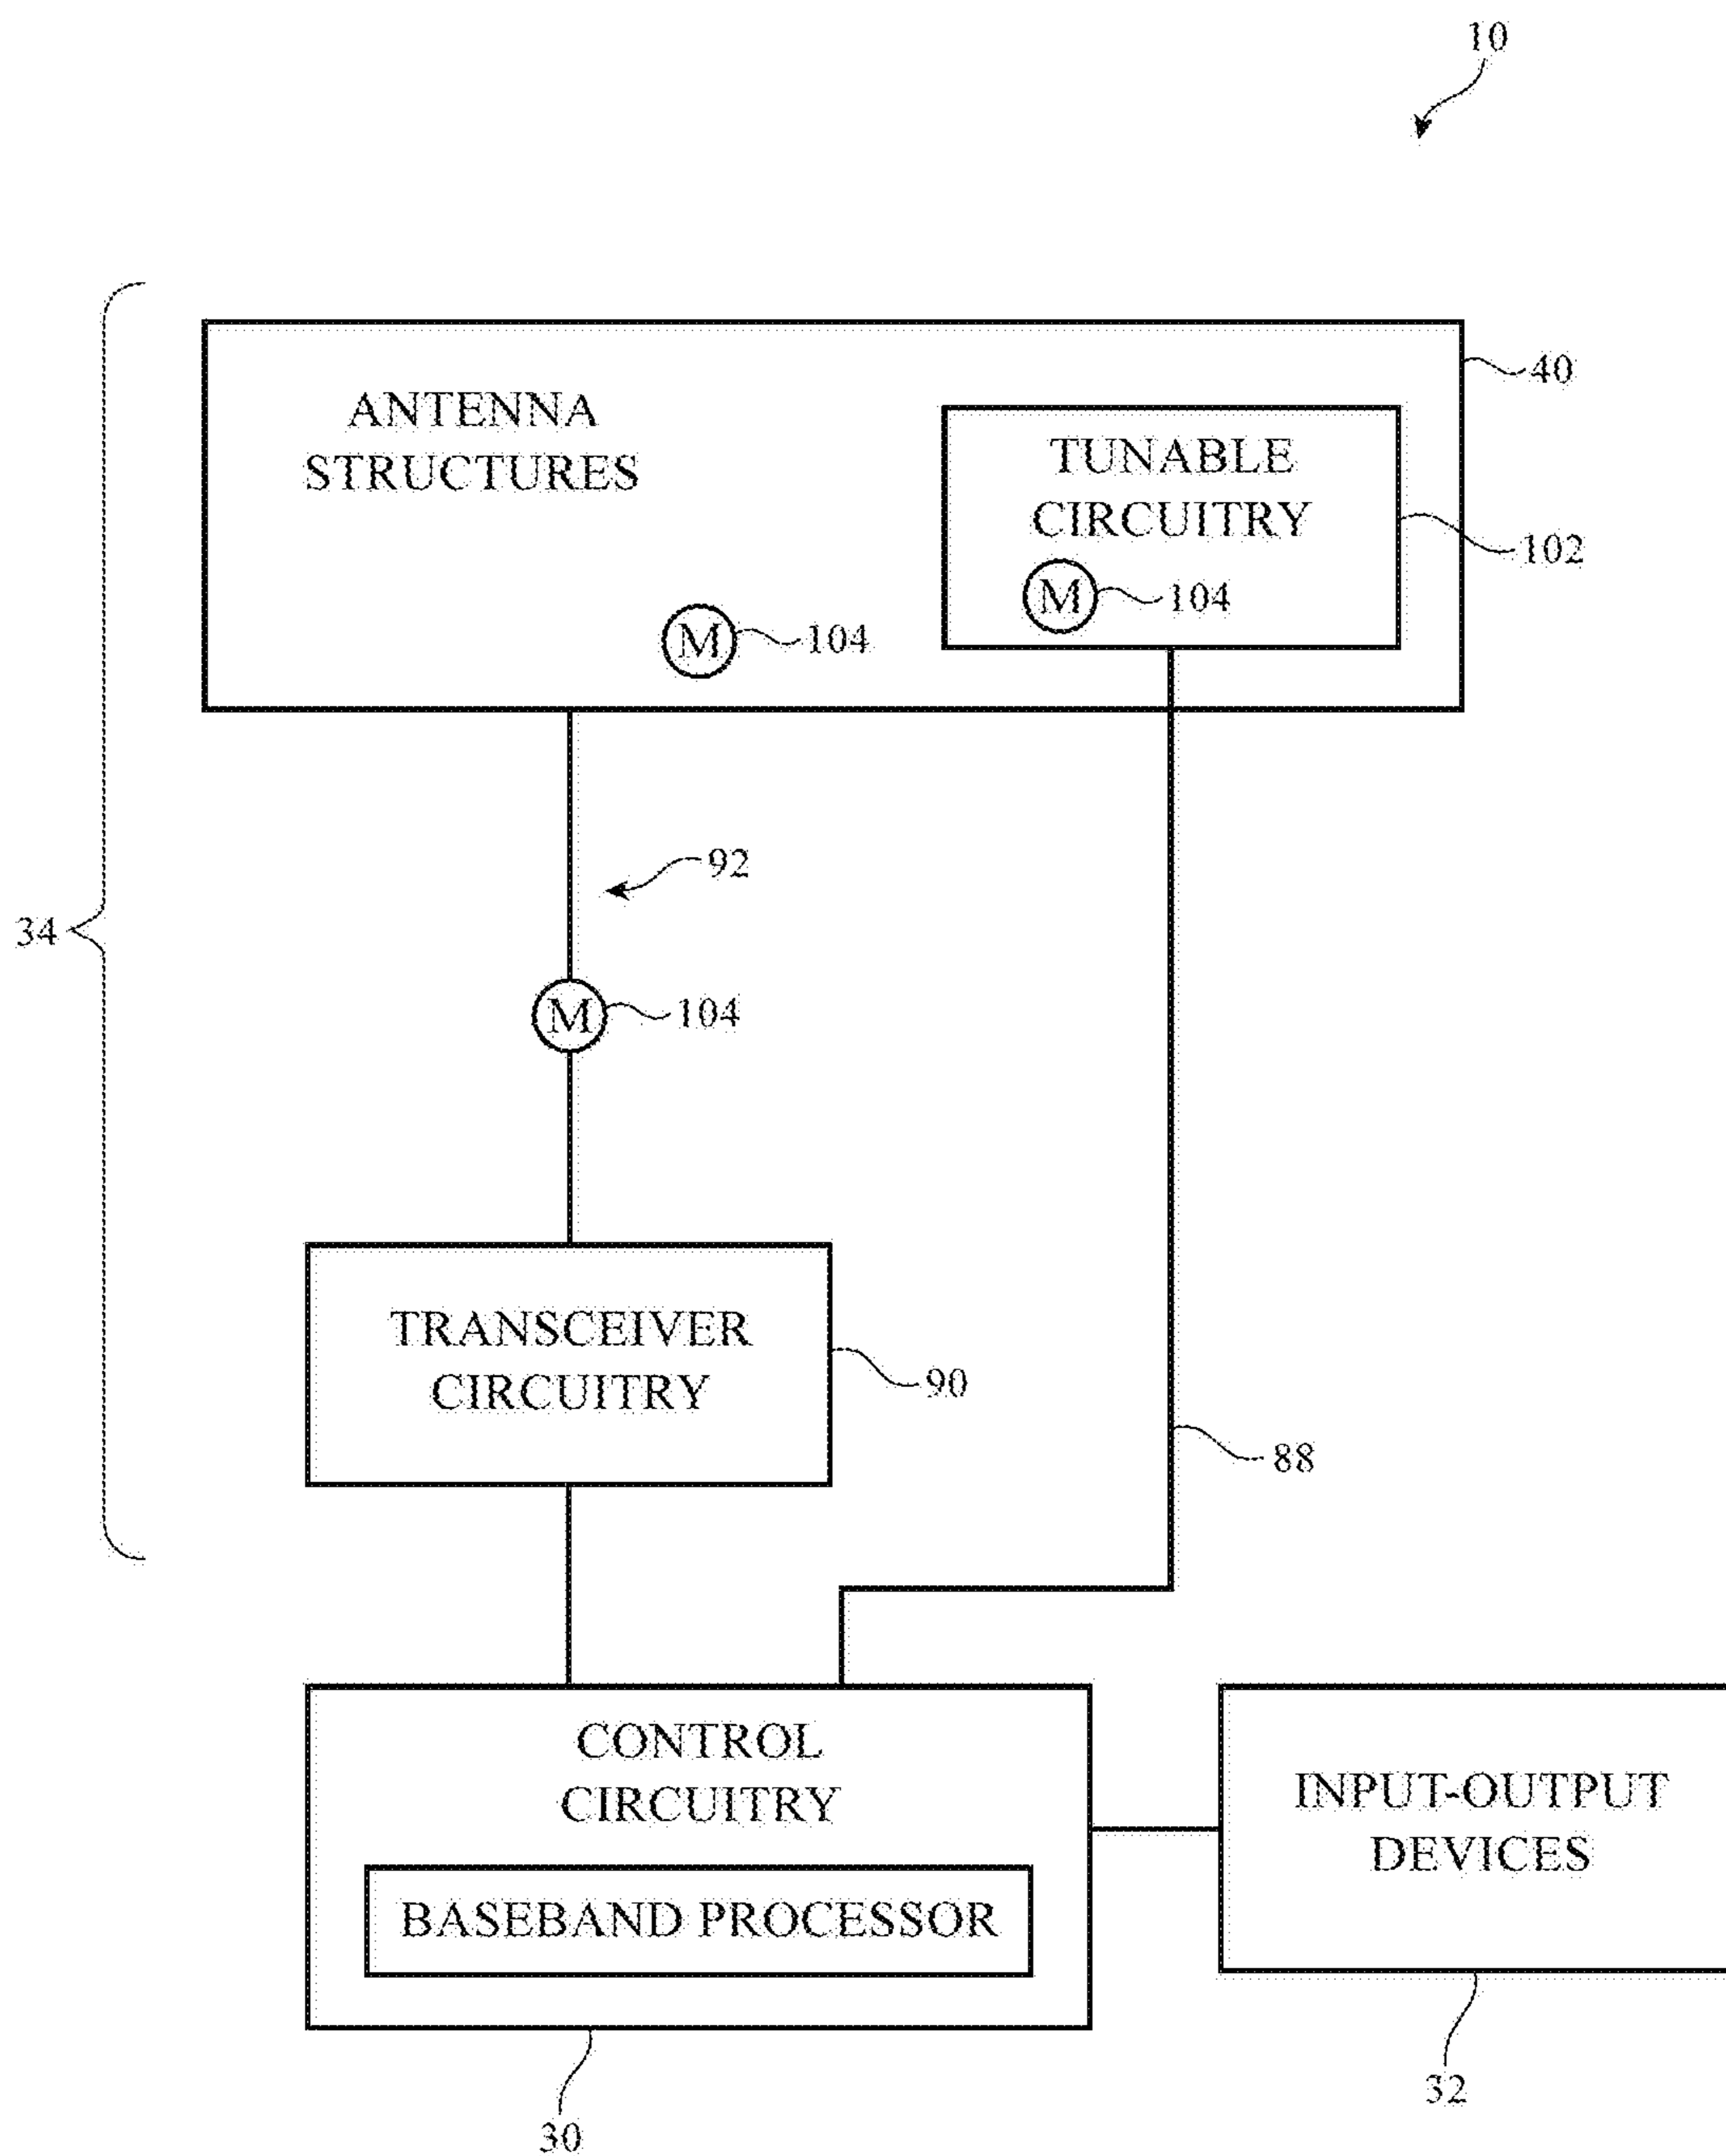 10
ANTENNA
STRUCTURES
TUNABLE
CIRCUITRY
40
102
M
104
M
104
92
34
M
104
TRANSCEIVER
CIRCUITRY
90
88
CONTROL
CIRCUITRY
BASEBAND PROCESSOR
INPUT-OUTPUT
DEVICES
30
32